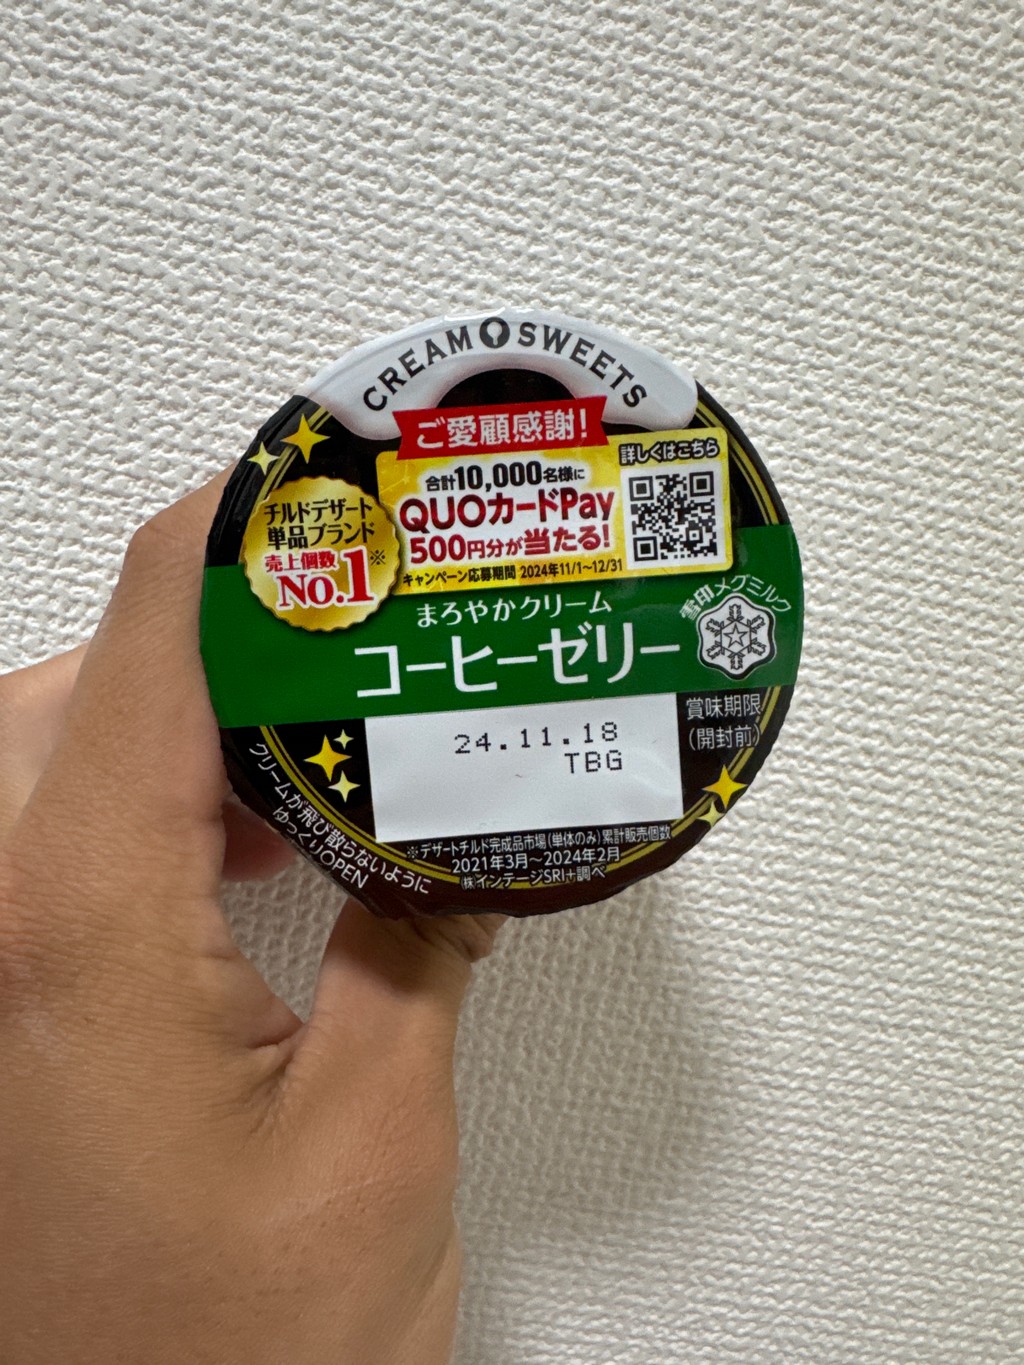 CREAM SWEETS
ご愛顧感謝!
詳しくはこちら
合計10,000名様に
QUOカードPay
500円分が当たる!
キャンペーン応募期間 2024年11/1~12/31
チルドデザート
単品ブランド
売上個数※
No.1
まろやかクリーム
コーヒーゼリー
雪印メグミルク
賞味期限
(開封前)
24.11.18
TBG
クリームが飛び散らないように
ゆっくりOPEN
※デザートチルド完成品市場(単体のみ)累計販売個数
2021年3月~2024年2月
㈱インテージSRI+調べ